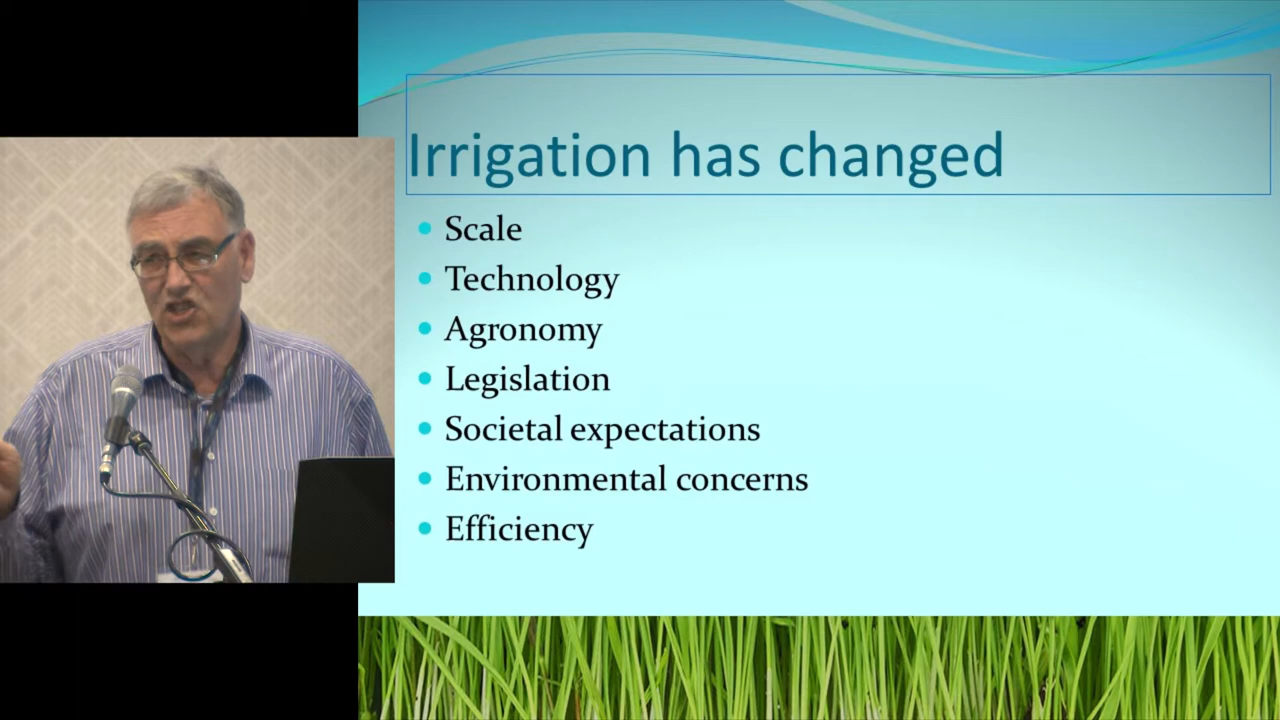 Irrigation has changed
Scale
Technology
Agronomy
Legislation
Societal expectations
Environmental concerns
Efficiency